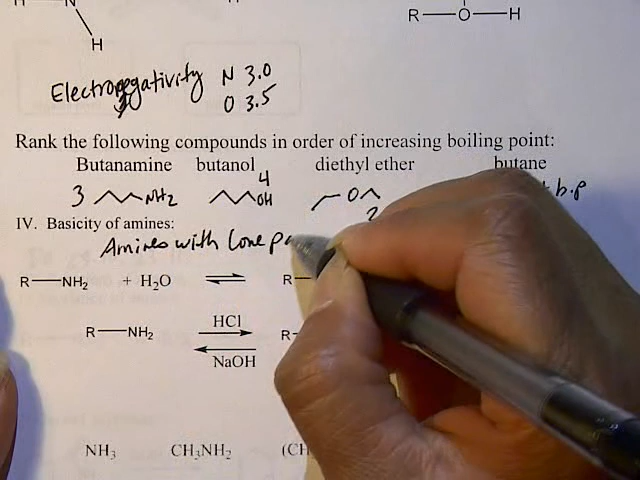 H N H
R—O—H
H
Electronegativity N 3.0
O 3.5
Rank the following compounds in order of increasing boiling point:
Butanamine butanol diethyl ether butane
3 NH2 4 OH O 2 b.p
IV. Basicity of amines:
Amines with lone pa
R—NH₂ + H₂O ⇌ R—
R—NH₂ HCl R—
NaOH
NH₃ CH₃NH₂ (CH